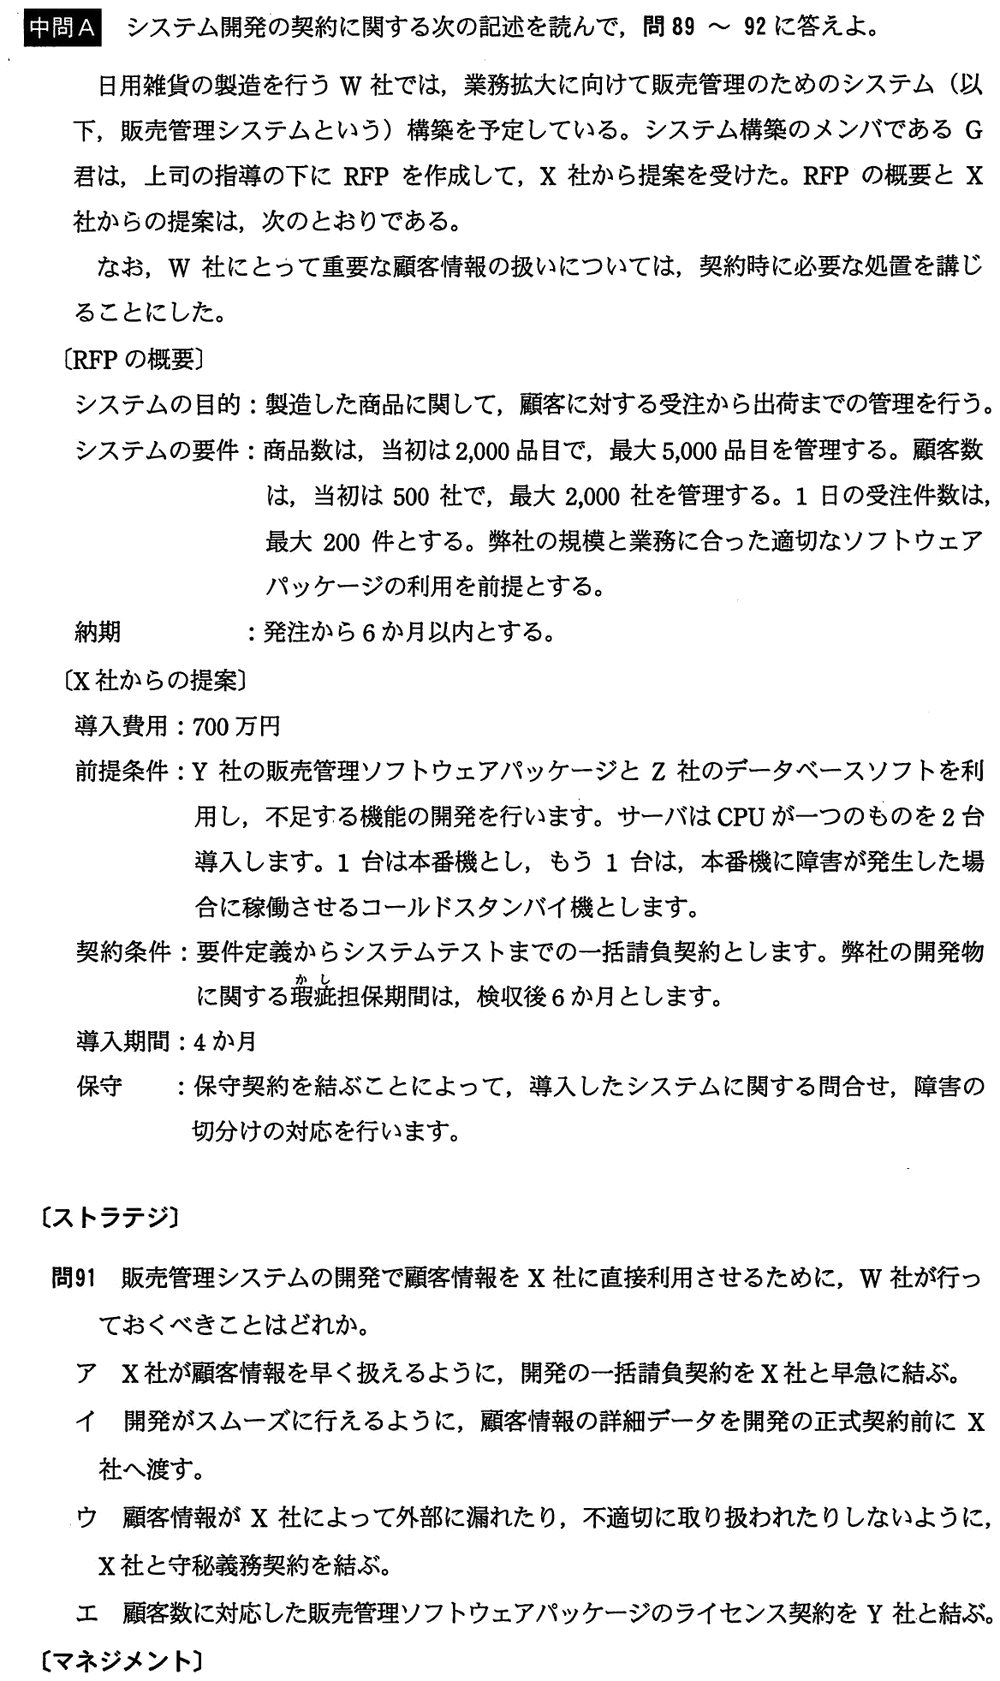 中問A　システム開発の契約に関する次の記述を読んで，問89 ～ 92に答えよ。
日用雑貨の製造を行うW社では，業務拡大に向けて販売管理のためのシステム（以
下，販売管理システムという）構築を予定している。システム構築のメンバであるG
君は，上司の指導の下にRFPを作成して，X社から提案を受けた。RFPの概要とX
社からの提案は，次のとおりである。
なお，W社にとって重要な顧客情報の扱いについては，契約時に必要な処置を講じ
ることにした。
〔RFPの概要〕
システムの目的：製造した商品に関して，顧客に対する受注から出荷までの管理を行う。
システムの要件：商品数は，当初は2,000品目で，最大5,000品目を管理する。顧客数
は，当初は500社で，最大2,000社を管理する。1日の受注件数は，
最大200件とする。弊社の規模と業務に合った適切なソフトウェア
パッケージの利用を前提とする。
納期　　　　　：発注から6か月以内とする。
〔X社からの提案〕
導入費用：700万円
前提条件：Y社の販売管理ソフトウェアパッケージとZ社のデータベースソフトを利
用し，不足する機能の開発を行います。サーバはCPUが一つのものを2台
導入します。1台は本番機とし，もう1台は，本番機に障害が発生した場
合に稼働させるコールドスタンバイ機とします。
契約条件：要件定義からシステムテストまでの一括請負契約とします。弊社の開発物
かし
に関する瑕疵担保期間は，検収後6か月とします。
導入期間：4か月
保守　　：保守契約を結ぶことによって，導入したシステムに関する問合せ，障害の
切分けの対応を行います。
〔ストラテジ〕
問91　販売管理システムの開発で顧客情報をX社に直接利用させるために，W社が行っ
ておくべきことはどれか。
ア　X社が顧客情報を早く扱えるように，開発の一括請負契約をX社と早急に結ぶ。
イ　開発がスムーズに行えるように，顧客情報の詳細データを開発の正式契約前にX
社へ渡す。
ウ　顧客情報がX社によって外部に漏れたり，不適切に取り扱われたりしないように，
X社と守秘義務契約を結ぶ。
エ　顧客数に対応した販売管理ソフトウェアパッケージのライセンス契約をY社と結ぶ。
〔マネジメント〕